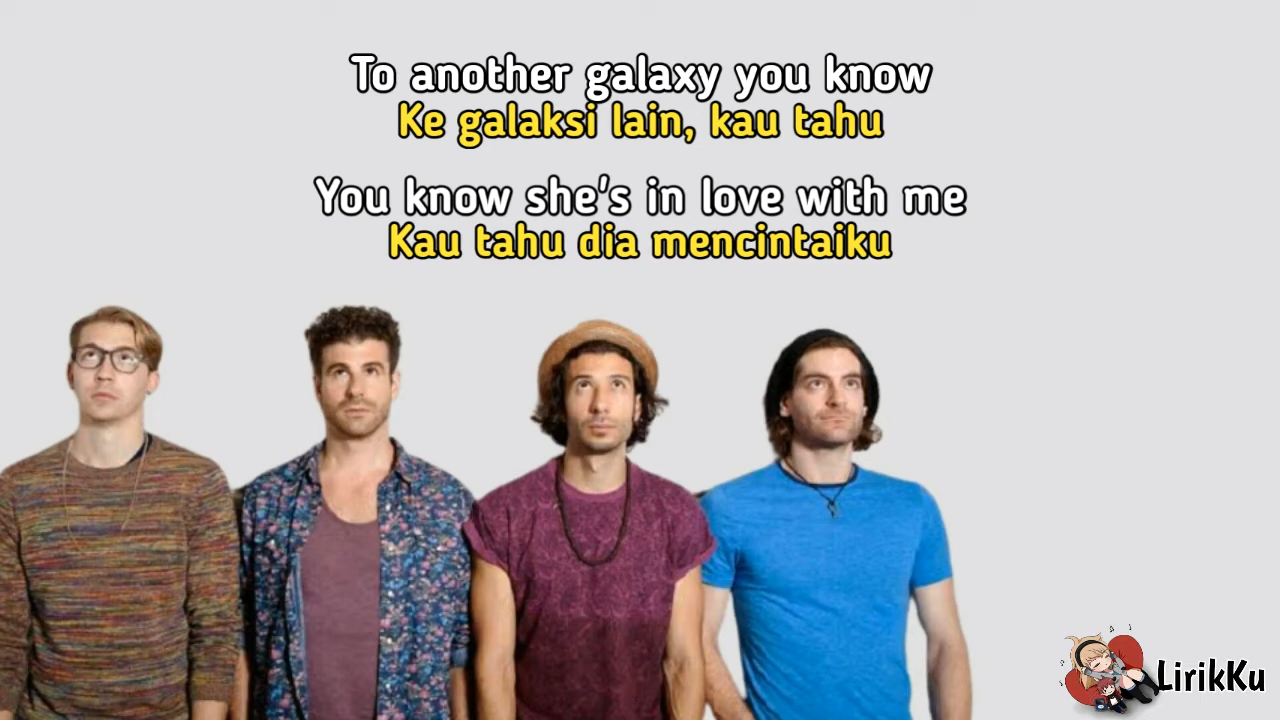 To another galaxy you know
Ke galaksi lain, kau tahu
You know she's in love with me
Kau tahu dia mencintaiku
LirikKu